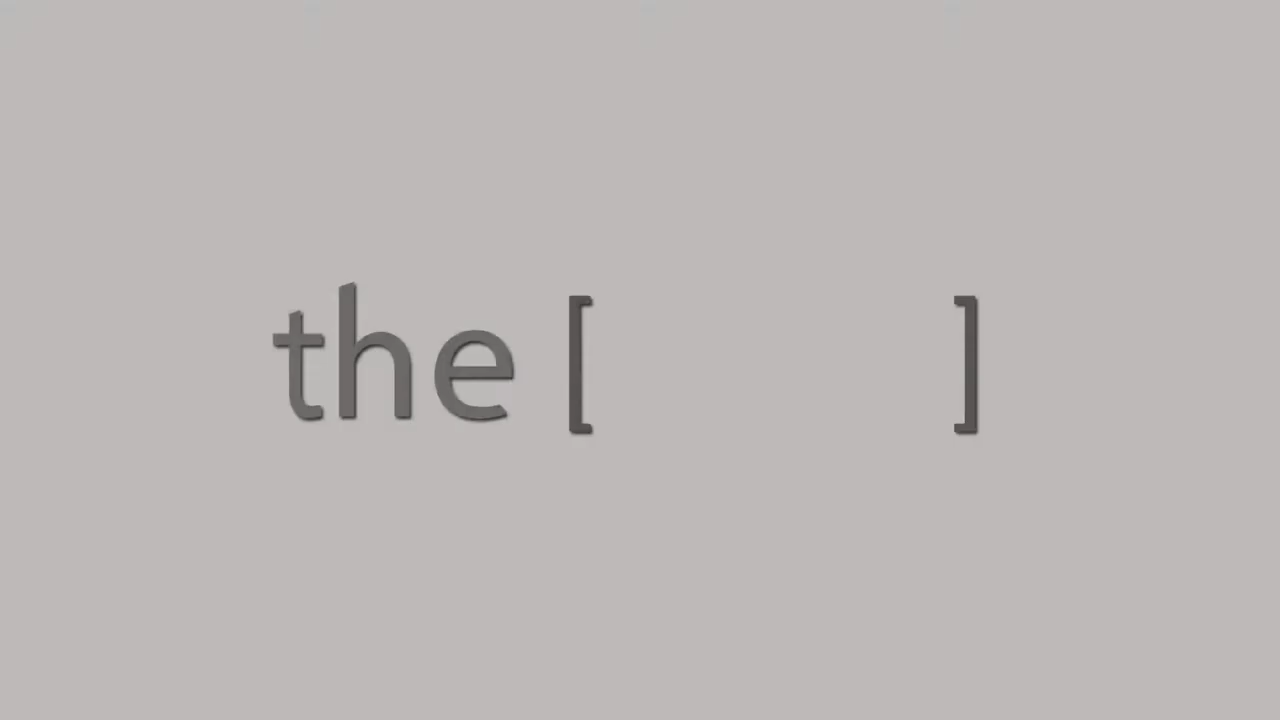 the [ ]